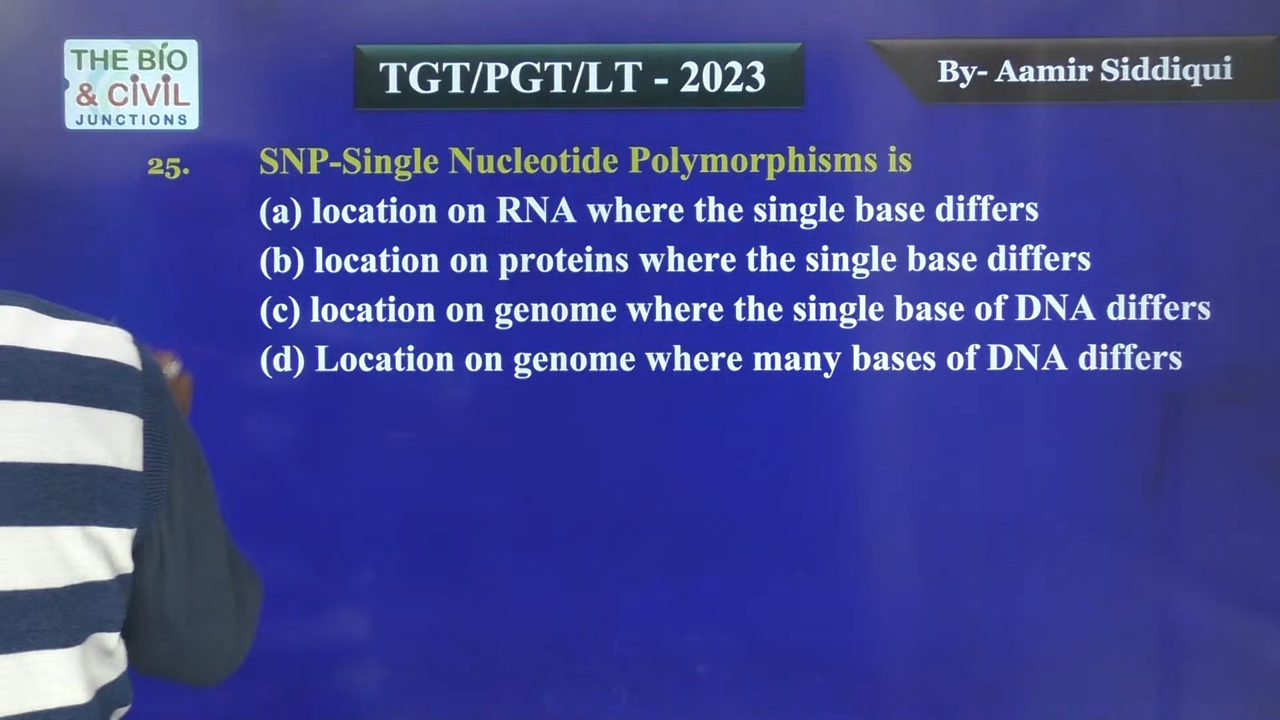 THE BIO
& CIVIL
JUNCTIONS
TGT/PGT/LT - 2023
By- Aamir Siddiqui
25. SNP-Single Nucleotide Polymorphisms is
(a) location on RNA where the single base differs
(b) location on proteins where the single base differs
(c) location on genome where the single base of DNA differs
(d) Location on genome where many bases of DNA differs